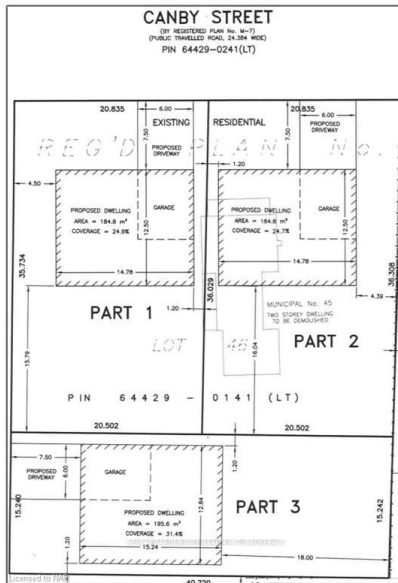 CANBY STREET
(BY REGISTERED PLAN No. M-7)
(PUBLIC TRAVELLED ROAD, 24.384 WIDE)
PIN 64429-0241(LT)
20.835
6.00
20.835
6.00
7.50
EXISTING
RESIDENTIAL
7.50
PROPOSED
DRIVEWAY
PROPOSED
DRIVEWAY
REG'D PLAN No.
1.20
4.50
PROPOSED DWELLING
AREA = 184.8 m²
COVERAGE = 24.9%
GARAGE
12.50
PROPOSED DWELLING
AREA = 184.8 m²
COVERAGE = 24.7%
GARAGE
12.50
35.734
14.78
14.78
36.029
36.308
1.20
4.39
MUNICIPAL No. 45
TWO STOREY DWELLING
TO BE DEMOLISHED
PART 1
PART 2
15.79
LOT 46
16.04
PIN 64429 - 0141 (LT)
20.502
20.502
7.50
1.20
PROPOSED
DRIVEWAY
6.00
GARAGE
12.84
PROPOSED DWELLING
AREA = 195.6 m²
COVERAGE = 31.4%
PART 3
15.240
15.242
15.24
18.00
1.20
40.720
Licensed to NAR